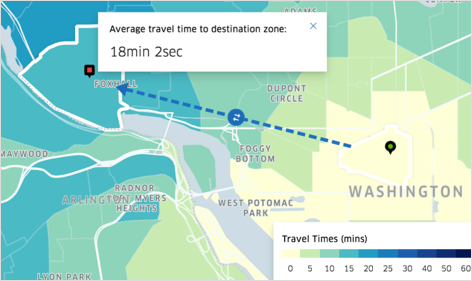 ADAMS
Average travel time to destination zone:
18min 2sec
FOXHALL
DUPONT
CIRCLE
FOGGY
BOTTOM
MAYWOOD
RADNOR
FORT MYERS
HEIGHTS
ARLINGTON
WASHINGTON
WEST POTOMAC
PARK
LYON PARK
Travel Times (mins)
0 5 10 15 20 25 30 40 50 60